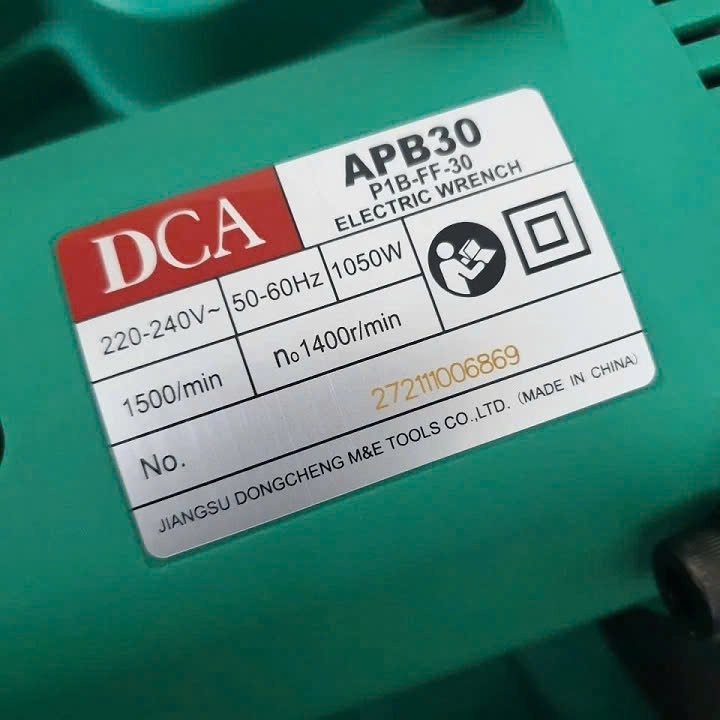 DCA
APB30
P1B-FF-30
ELECTRIC WRENCH
220-240V~ 50-60Hz 1050W
1500/min n₀1400r/min
No. 272111006869
JIANGSU DONGCHENG M&E TOOLS CO.,LTD. (MADE IN CHINA)